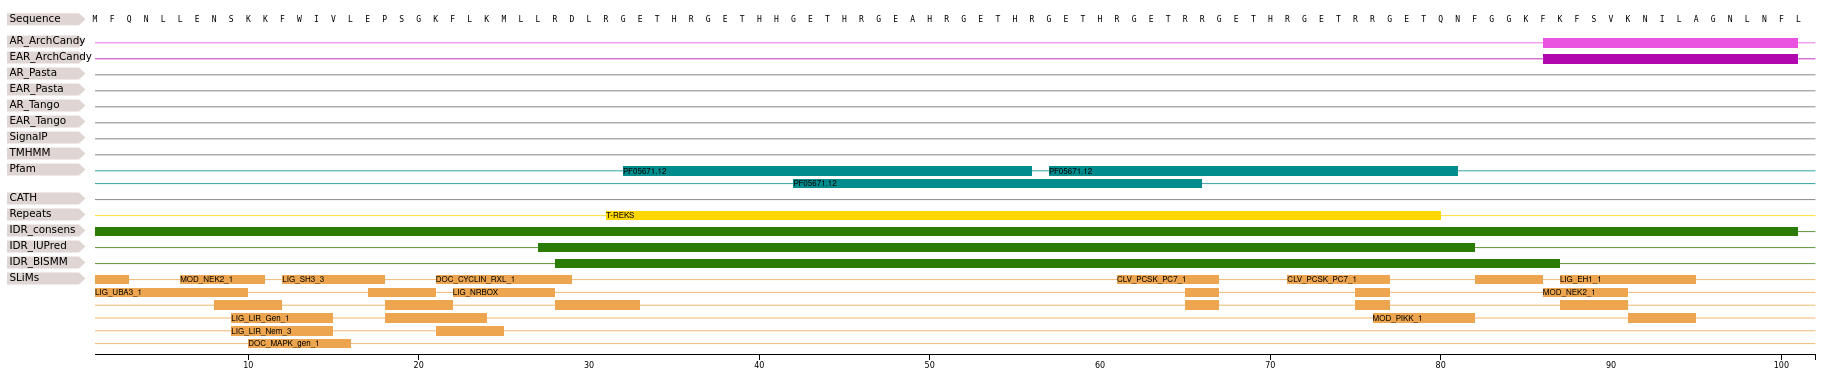 Sequence M F Q N L L E N S K K F W I V L E P S G K F L K M L L R D L R G E T H R G E T H H G E T H R G E A H R G E T H R G E T H R G E T R R G E T H R G E T R R G E T Q N F G G K F K F S V K N I L A G N L N F L
AR_ArchCandy
EAR_ArchCandy
AR_Pasta
EAR_Pasta
AR_Tango
EAR_Tango
SignalP
TMHMM
Pfam PF05671.12 PF05671.12
PF05671.12
CATH
Repeats T-REKS
IDR_consens
IDR_IUPred
IDR_BISMM
SLiMs MOD_NEK2_1 LIG_SH3_3 DOC_CYCLIN_RXL_1 CLV_PCSK_PC7_1 CLV_PCSK_PC7_1 LIG_EH1_1
LIG_UBA3_1 LIG_NRBOX MOD_NEK2_1
LIG_LIR_Gen_1 MOD_PIKK_1
LIG_LIR_Nem_3
DOC_MAPK_gen_1
10 20 30 40 50 60 70 80 90 100